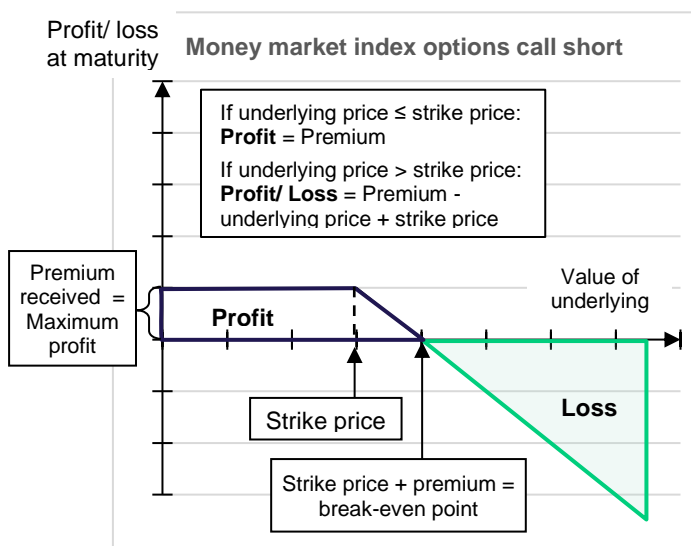 Profit/ loss
at maturity
Money market index options call short
If underlying price ≤ strike price:
Profit = Premium
If underlying price > strike price:
Profit/ Loss = Premium -
underlying price + strike price
Premium
received =
Maximum
profit
Profit
Value of
underlying
Strike price
Loss
Strike price + premium =
break-even point